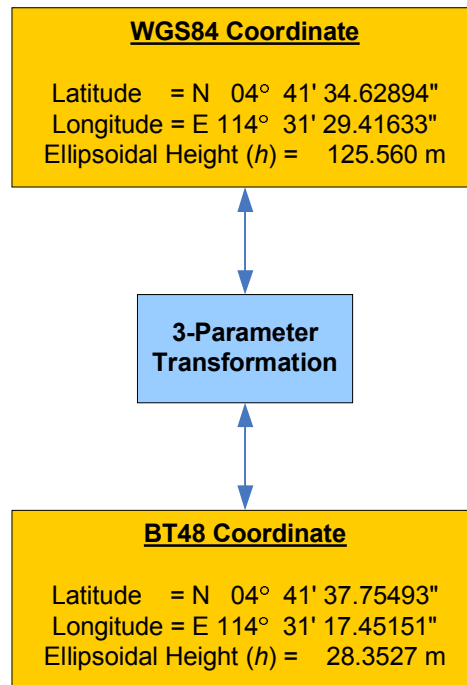 WGS84 Coordinate
Latitude = N 04° 41' 34.62894"
Longitude = E 114° 31' 29.41633"
Ellipsoidal Height (h) = 125.560 m
3-Parameter
Transformation
BT48 Coordinate
Latitude = N 04° 41' 37.75493"
Longitude = E 114° 31' 17.45151"
Ellipsoidal Height (h) = 28.3527 m